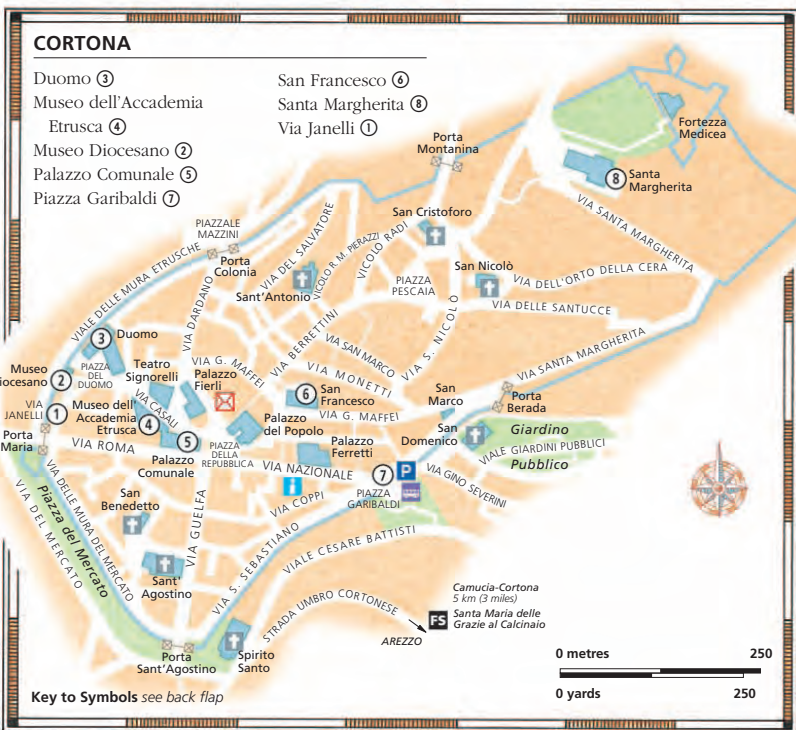 CORTONA
Duomo ③
Museo dell'Accademia
Etrusca ④
Museo Diocesano ②
Palazzo Comunale ⑤
Piazza Garibaldi ⑦
San Francesco ⑥
Santa Margherita ⑧
Via Janelli ①
Fortezza
Medicea
Porta
Montanina
⑧ Santa
Margherita
VIA SANTA MARGHERITA
PIAZZALE
MAZZINI
Porta
Colonia
VIALE DELLE MURA ETRUSCHE
VIA DEL SALVATORE
VICOLO R. M. PIERAZZI
VICOLO RADI
San Cristoforo
Sant'Antonio
PIAZZA
PESCAIA
San Nicolò
VIA DELL'ORTO DELLA CERA
VIA DELLE SANTUCCE
VIA S. NICOLÒ
VIA DARDANO
VIA BERRETTINI
VIA SAN MARCO
VIA MONETTI
VIA SANTA MARGHERITA
③ Duomo
PIAZZA
DEL
DUOMO
Teatro
Signorelli
VIA G. MAFFEI
Palazzo
Fierli
Museo
iocesano ②
VIA
JANELLI ①
Museo dell'
Accademia
Etrusca ④
VIA CASALI
⑥ San
Francesco
VIA G. MAFFEI
San
Marco
Porta
Berada
Porta
Maria
VIA ROMA
⑤
Palazzo
Comunale
PIAZZA
DELLA
REPUBBLICA
Palazzo
del Popolo
Palazzo
Ferretti
San
Domenico
Giardino
VIALE GIARDINI PUBBLICI
Pubblico
VIA NAZIONALE
⑦ P
PIAZZA
GARIBALDI
VIA GINO SEVERINI
i
VIA COPPI
San
Benedetto
VIA GUELFA
VIA DELLE MURA DEL MERCATO
Piazza del Mercato
VIA DEL MERCATO
Sant'
Agostino
VIA S. SEBASTIANO
VIALE CESARE BATTISTI
STRADA UMBRO CORTONESE
AREZZO
Camucia-Cortona
5 km (3 miles)
FS Santa Maria delle
Grazie al Calcinaio
Porta
Sant'Agostino
Spirito
Santo
0 metres 250
0 yards 250
Key to Symbols see back flap